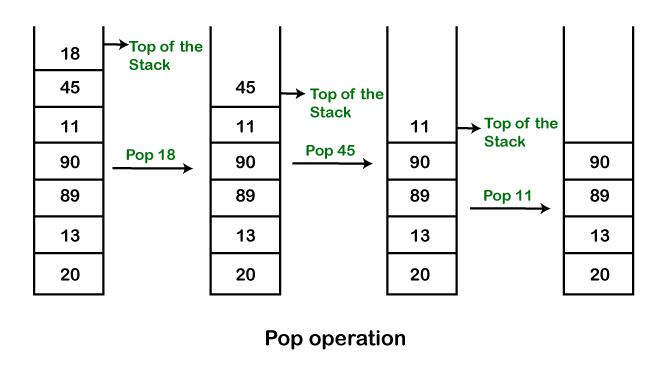 18
45
11
90
89
13
20
Top of the
Stack
Pop 18
45
11
90
89
13
20
Top of the
Stack
Pop 45
11
90
89
13
20
Top of the
Stack
Pop 11
90
89
13
20
Pop operation